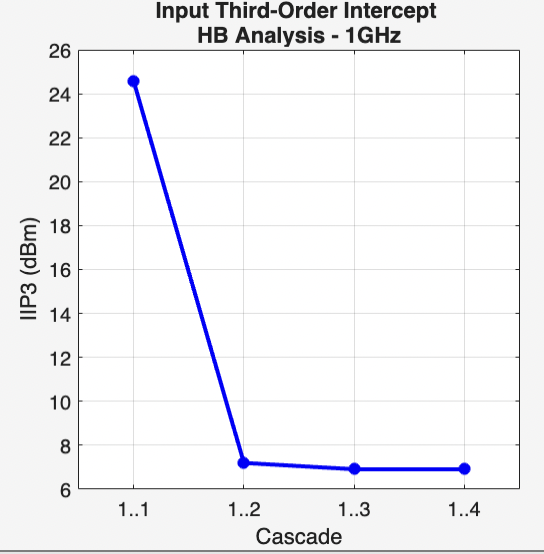 Input Third-Order Intercept
HB Analysis - 1GHz
26
24
22
20
18
16
14
12
10
8
6
IIP3 (dBm)
1..1 1..2 1..3 1..4
Cascade